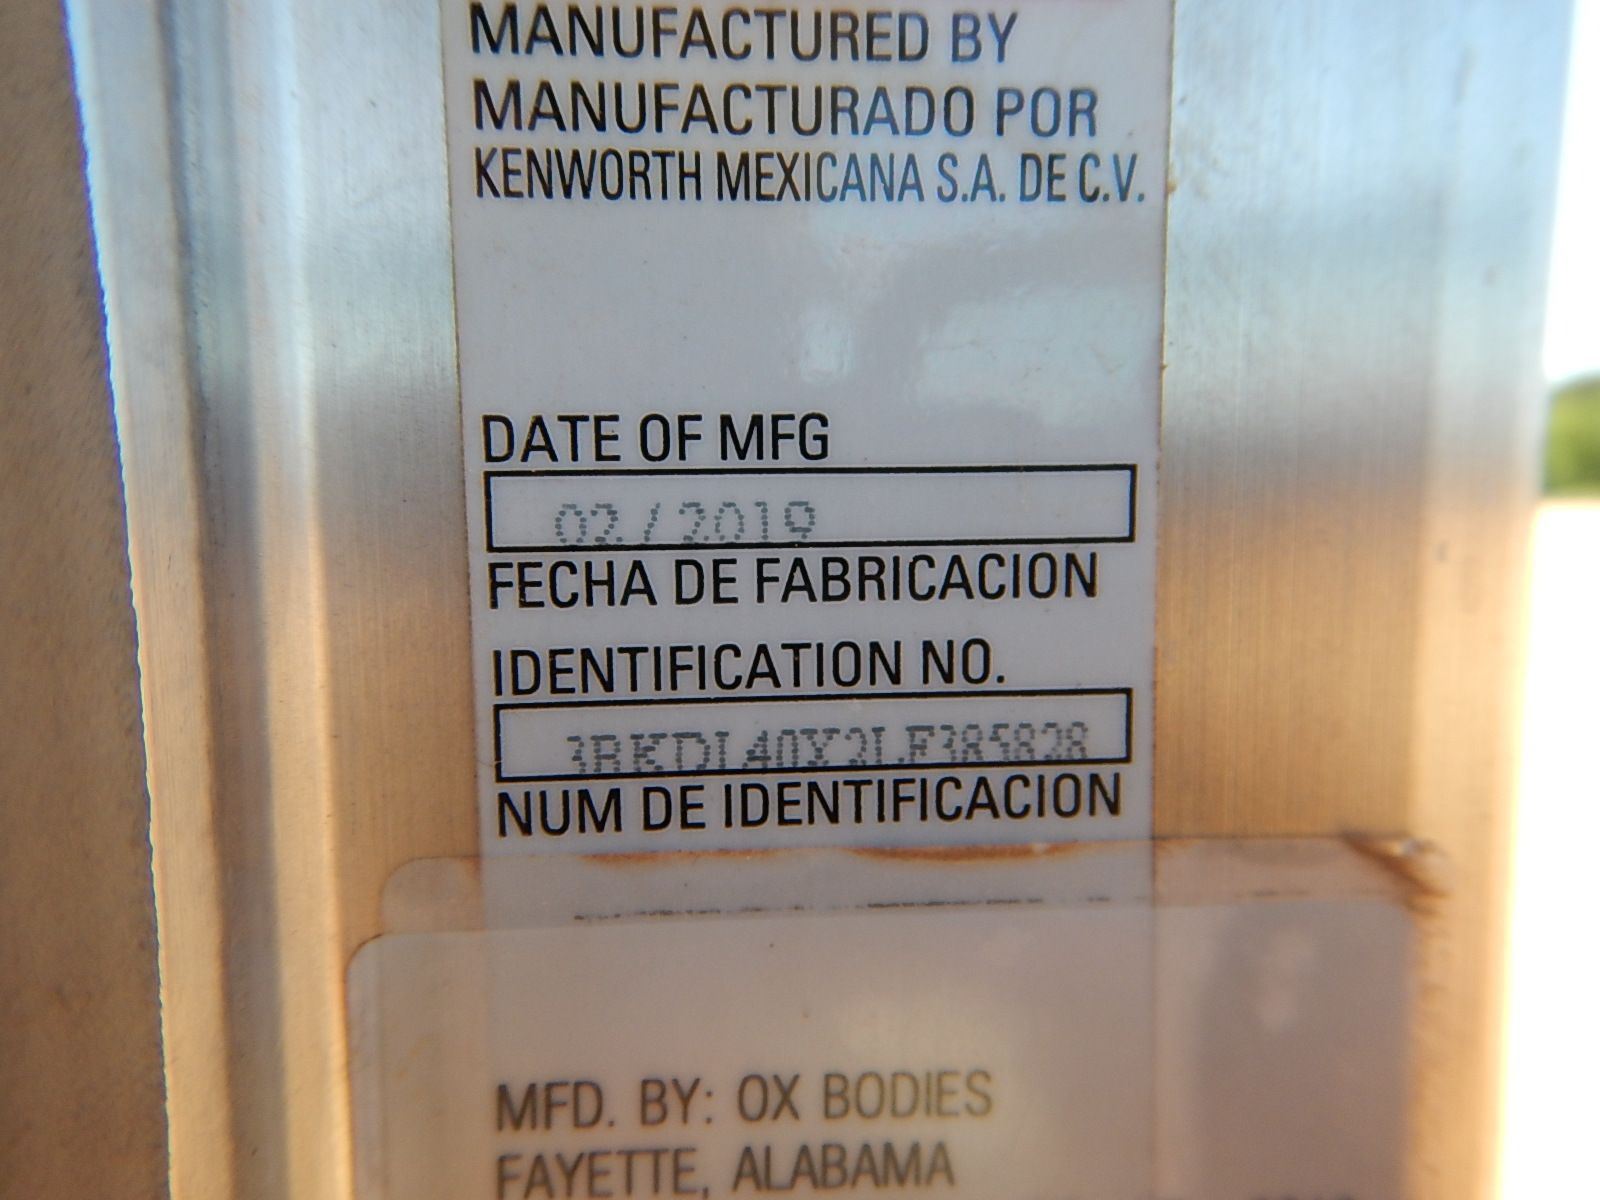 MANUFACTURED BY
MANUFACTURADO POR
KENWORTH MEXICANA S.A. DE C.V.
DATE OF MFG
02/2019
FECHA DE FABRICACION
IDENTIFICATION NO.
3BKDL40X2LF385828
NUM DE IDENTIFICACION
MFD. BY: OX BODIES
FAYETTE, ALABAMA